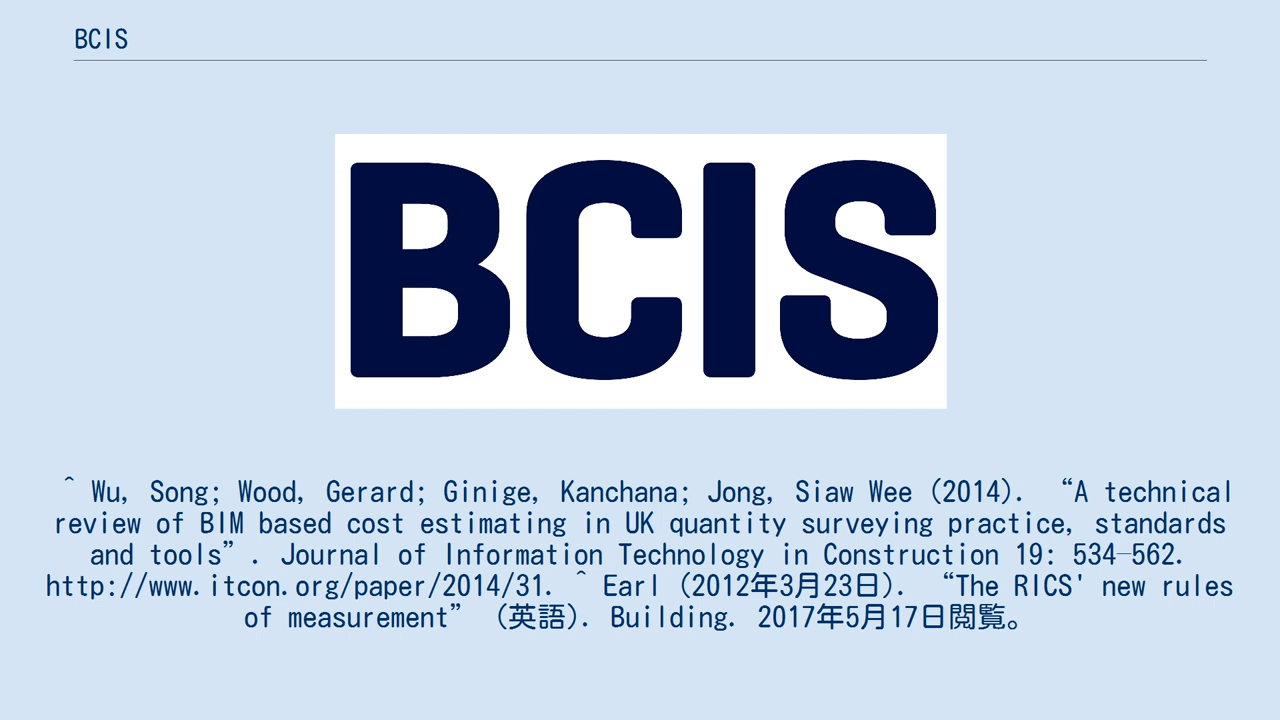 BCIS
BCIS
^ Wu, Song; Wood, Gerard; Ginige, Kanchana; Jong, Siaw Wee (2014). “A technical
review of BIM based cost estimating in UK quantity surveying practice, standards
and tools”. Journal of Information Technology in Construction 19: 534–562.
http://www.itcon.org/paper/2014/31. ^ Earl (2012年3月23日). “The RICS' new rules
of measurement” (英語). Building. 2017年5月17日閲覧。